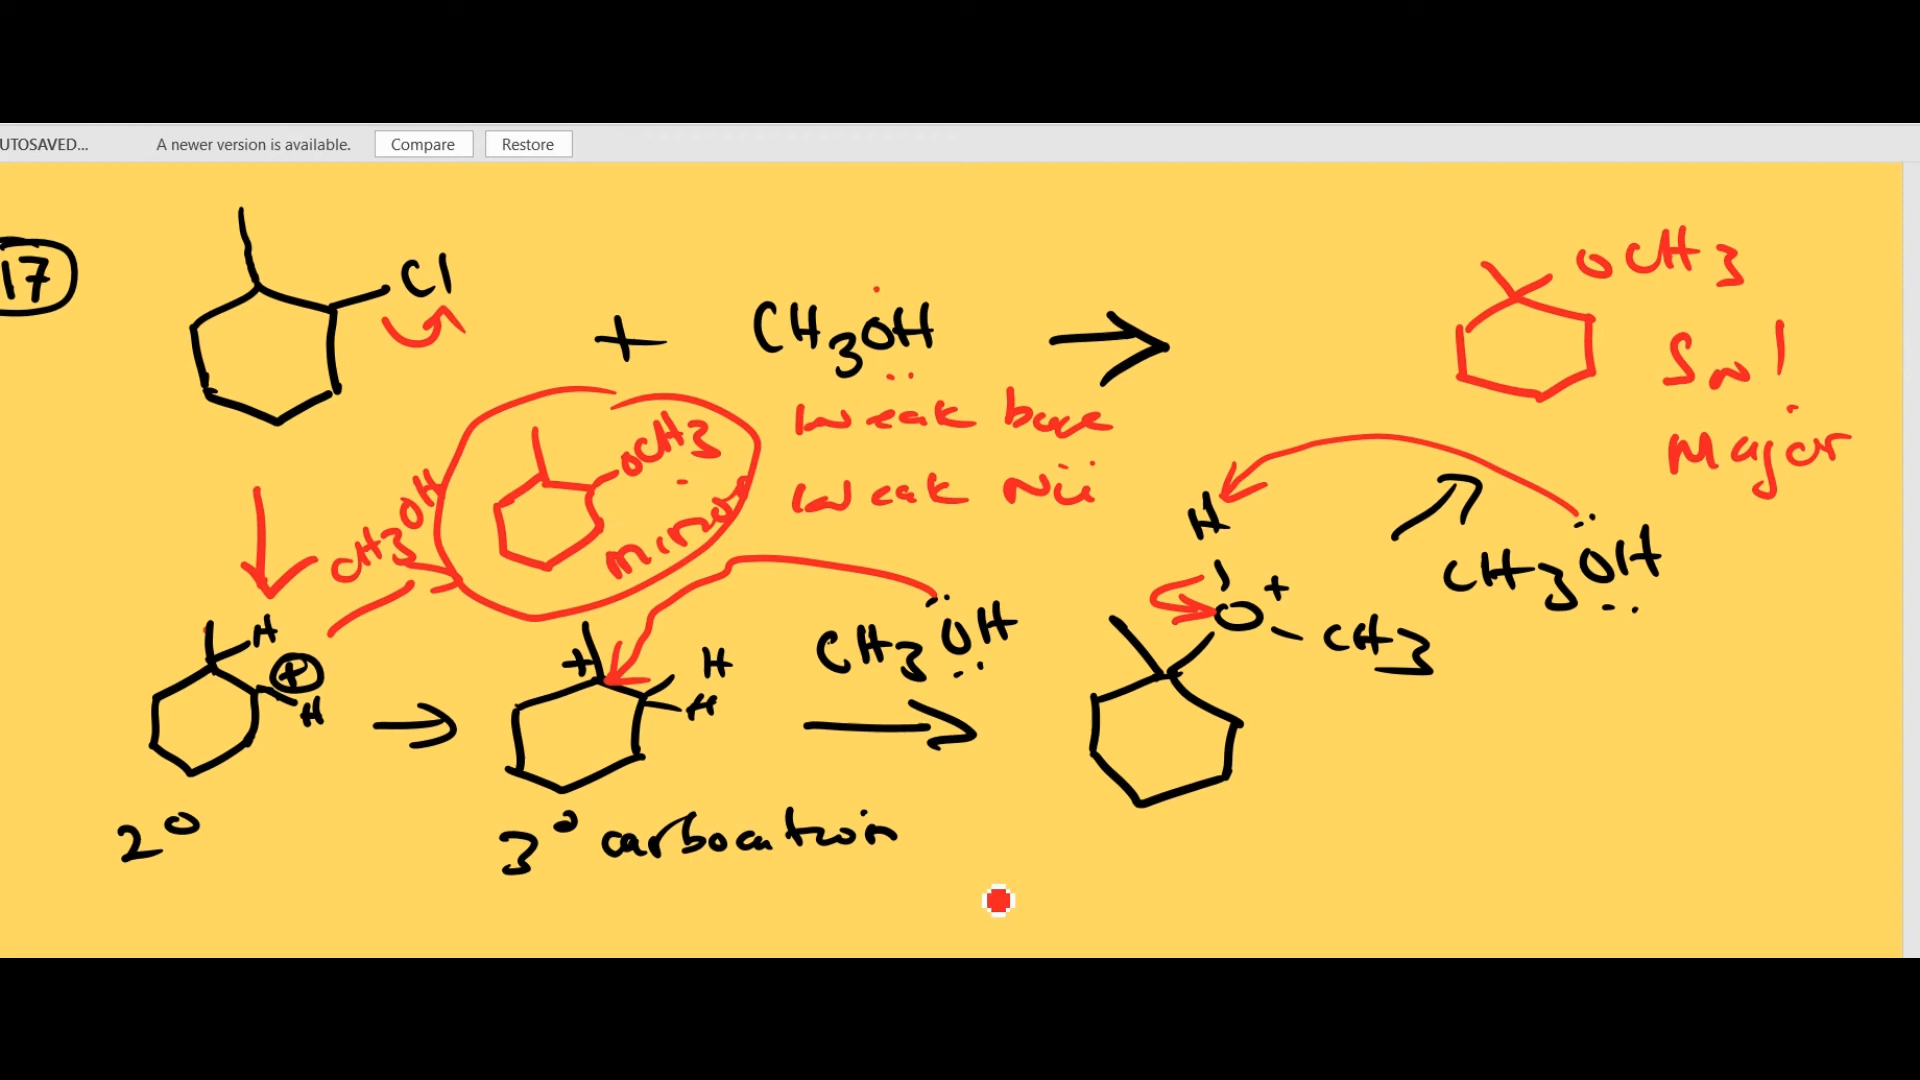 UTOSAVED...
A newer version is available.
Compare
Restore
17
Cl
+ CH3OH
OCH3
SN1
Major
weak base
weak Nu
OCH3
minor
CH3OH
H
+
H
2°
+
H
H
3° carbocation
CH3OH
H
O+
CH3
CH3OH